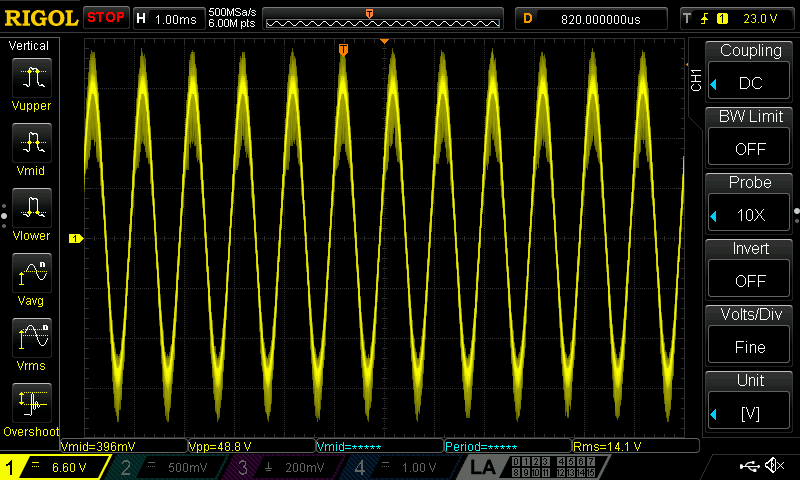 RIGOL STOP H 1.00ms 500MSa/s 6.00M pts T D 820.000000us T 1 23.0 V
Vertical
Vupper
Vmid
Vlower
Vavg
n
Vrms
n
Overshoot
T
1
CH1
Coupling
DC
BW Limit
OFF
Probe
10X
Invert
OFF
Volts/Div
Fine
Unit
[V]
Vmid=396mV Vpp=48.8 V Vmid=***** Period=***** Rms=14.1 V
1 6.60 V 2 500mV 3 200mV 4 1.00 V LA 0 1 2 3 4 5 6 7
8 9 10 11 12 13 14 15